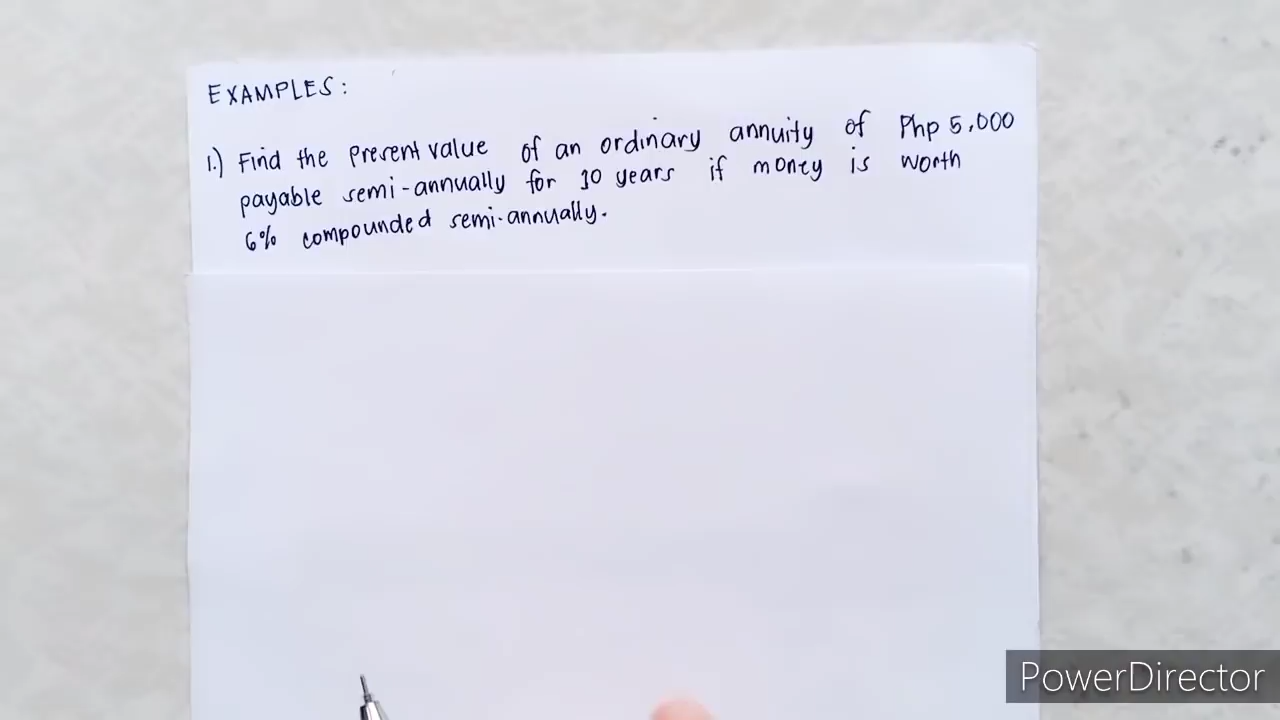 EXAMPLES:
1.) Find the present value of an ordinary annuity of Php 5,000
payable semi-annually for 10 years if money is worth
6% compounded semi-annually.
PowerDirector